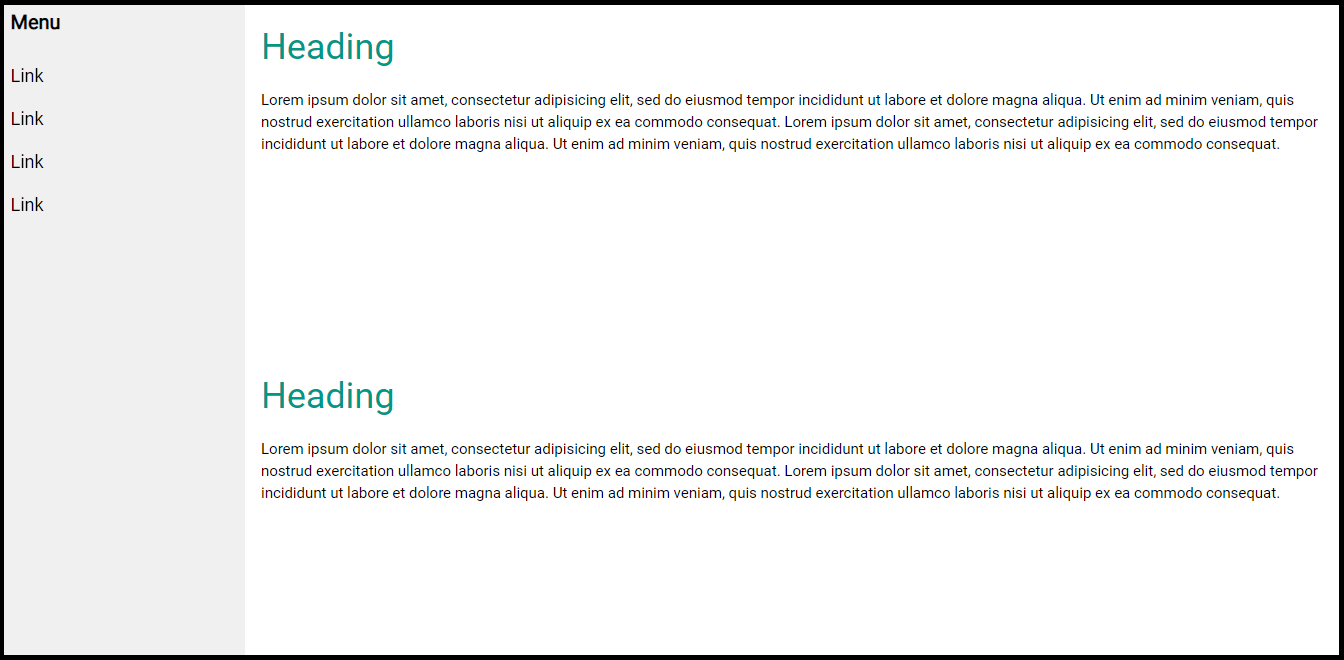 Menu
Link
Link
Link
Link
Heading
Lorem ipsum dolor sit amet, consectetur adipisicing elit, sed do eiusmod tempor incididunt ut labore et dolore magna aliqua. Ut enim ad minim veniam, quis
nostrud exercitation ullamco laboris nisi ut aliquip ex ea commodo consequat. Lorem ipsum dolor sit amet, consectetur adipisicing elit, sed do eiusmod tempor
incididunt ut labore et dolore magna aliqua. Ut enim ad minim veniam, quis nostrud exercitation ullamco laboris nisi ut aliquip ex ea commodo consequat.
Heading
Lorem ipsum dolor sit amet, consectetur adipisicing elit, sed do eiusmod tempor incididunt ut labore et dolore magna aliqua. Ut enim ad minim veniam, quis
nostrud exercitation ullamco laboris nisi ut aliquip ex ea commodo consequat. Lorem ipsum dolor sit amet, consectetur adipisicing elit, sed do eiusmod tempor
incididunt ut labore et dolore magna aliqua. Ut enim ad minim veniam, quis nostrud exercitation ullamco laboris nisi ut aliquip ex ea commodo consequat.